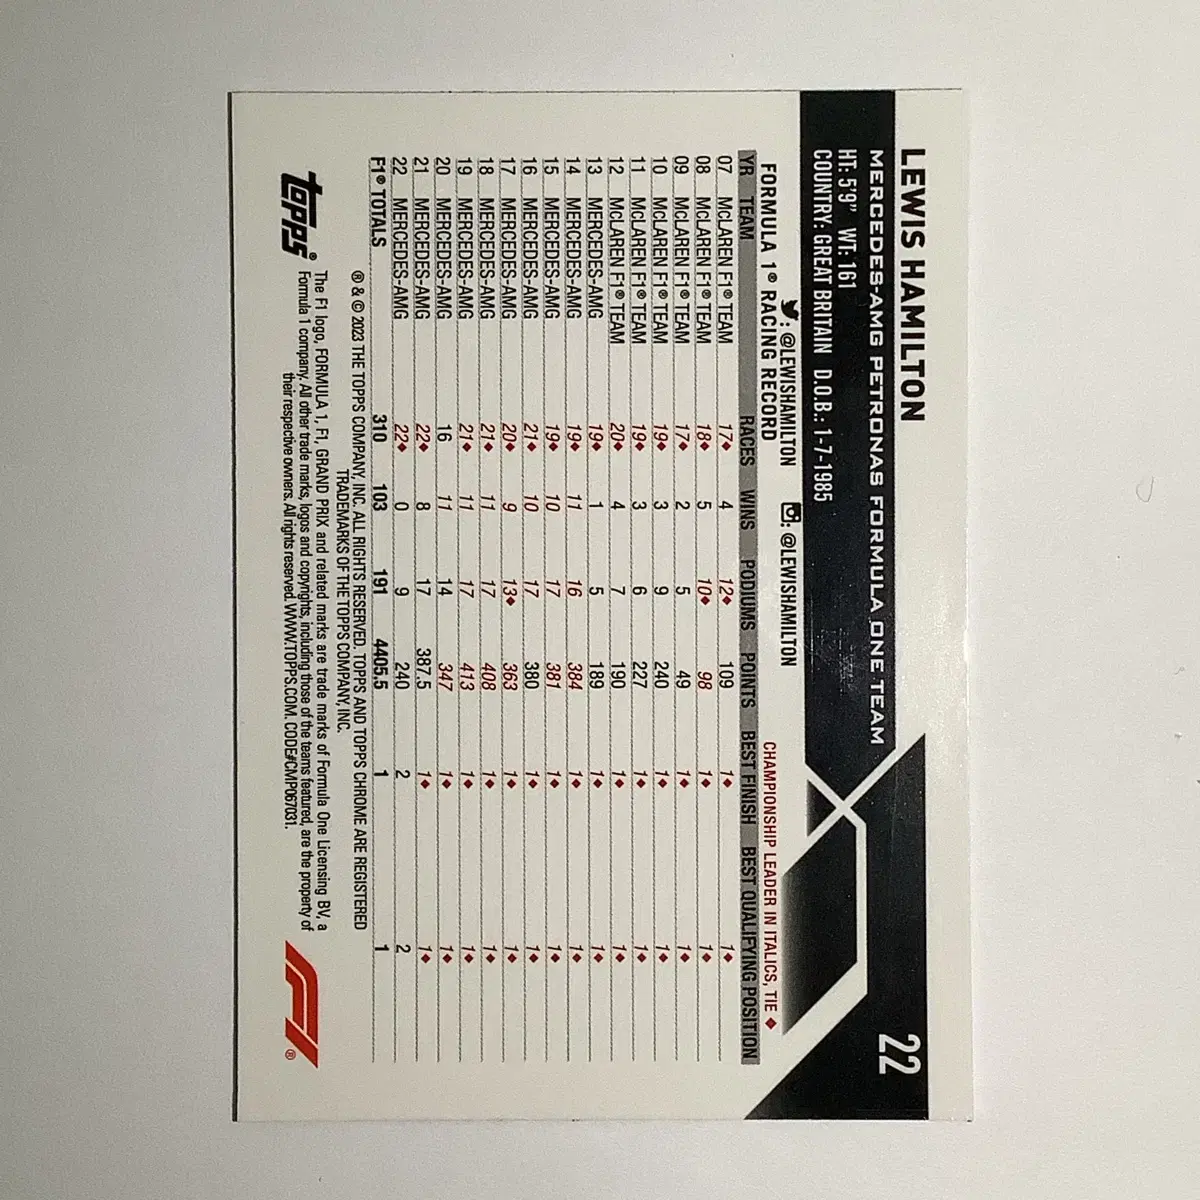 LEWIS HAMILTON 22
MERCEDES-AMG PETRONAS FORMULA ONE TEAM
HT: 5'9" WT: 161
COUNTRY: GREAT BRITAIN D.O.B.: 1-7-1985
: @LEWISHAMILTON : @LEWISHAMILTON
FORMULA 1® RACING RECORD CHAMPIONSHIP LEADER IN ITALICS, TIE ♦
YR TEAM RACES WINS PODIUMS POINTS BEST FINISH BEST QUALIFYING POSITION
07 McLAREN F1® TEAM 17♦ 4 12♦ 109 1♦ 1♦
08 McLAREN F1® TEAM 18♦ 5 10♦ 98 1♦ 1♦
09 McLAREN F1® TEAM 17♦ 2 5 49 1♦ 1♦
10 McLAREN F1® TEAM 19♦ 3 9 240 1♦ 1♦
11 McLAREN F1® TEAM 19♦ 3 6 227 1♦ 1♦
12 McLAREN F1® TEAM 20♦ 4 7 190 1♦ 1♦
13 MERCEDES-AMG 19♦ 1 5 189 1♦ 1♦
14 MERCEDES-AMG 19♦ 11 16 384 1♦ 1♦
15 MERCEDES-AMG 19♦ 10 17 381 1♦ 1♦
16 MERCEDES-AMG 21♦ 10 17 380 1♦ 1♦
17 MERCEDES-AMG 20♦ 9 13♦ 363 1♦ 1♦
18 MERCEDES-AMG 21♦ 11 17 408 1♦ 1♦
19 MERCEDES-AMG 21♦ 11 17 413 1♦ 1♦
20 MERCEDES-AMG 16 11 14 347 1♦ 1♦
21 MERCEDES-AMG 22♦ 8 17 387.5 1♦ 1♦
22 MERCEDES-AMG 22♦ 0 9 240 2 2
F1® TOTALS 310 103 191 4405.5 1 1
® & © 2023 THE TOPPS COMPANY, INC. ALL RIGHTS RESERVED. TOPPS AND TOPPS CHROME ARE REGISTERED
TRADEMARKS OF THE TOPPS COMPANY, INC.
topps®
The F1 logo, FORMULA 1, F1, GRAND PRIX and related marks are trade marks of Formula One Licensing BV, a
Formula 1 company. All other trade marks, logos and copyrights, including those of the teams featured, are the property of
their respective owners. All rights reserved. WWW.TOPPS.COM. CODE#CMP067031.
F1®